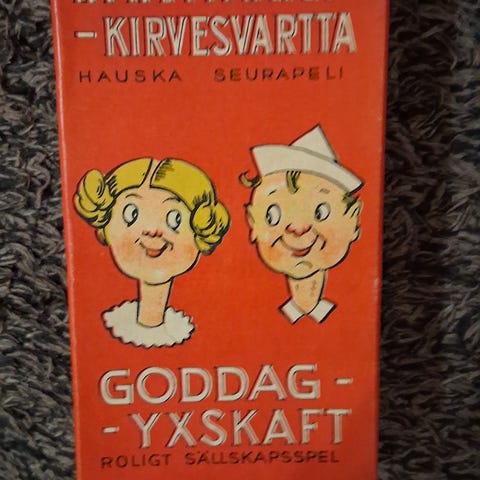 -KIRVESVARTTA
HAUSKA SEURAPELI
GODDAG -
- YXSKAFT
ROLIGT SÄLLSKAPSSPEL